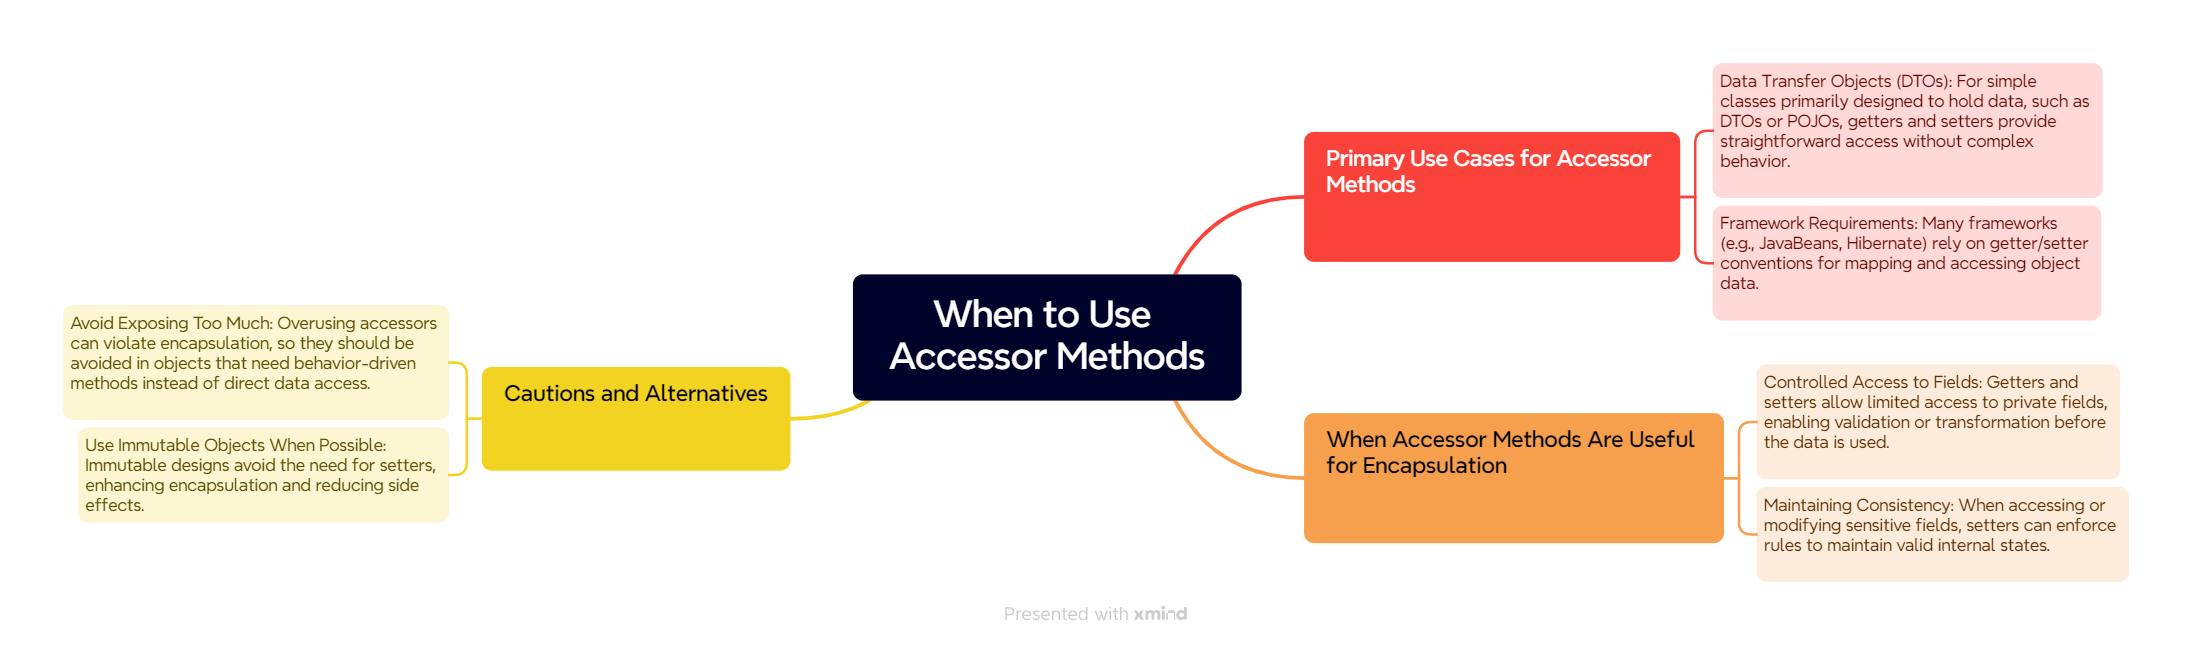 When to Use
Accessor Methods
Primary Use Cases for Accessor
Methods
Data Transfer Objects (DTOs): For simple
classes primarily designed to hold data, such as
DTOs or POJOs, getters and setters provide
straightforward access without complex
behavior.
Framework Requirements: Many frameworks
(e.g., JavaBeans, Hibernate) rely on getter/setter
conventions for mapping and accessing object
data.
When Accessor Methods Are Useful
for Encapsulation
Controlled Access to Fields: Getters and
setters allow limited access to private fields,
enabling validation or transformation before
the data is used.
Maintaining Consistency: When accessing or
modifying sensitive fields, setters can enforce
rules to maintain valid internal states.
Cautions and Alternatives
Avoid Exposing Too Much: Overusing accessors
can violate encapsulation, so they should be
avoided in objects that need behavior-driven
methods instead of direct data access.
Use Immutable Objects When Possible:
Immutable designs avoid the need for setters,
enhancing encapsulation and reducing side
effects.
Presented with xmind